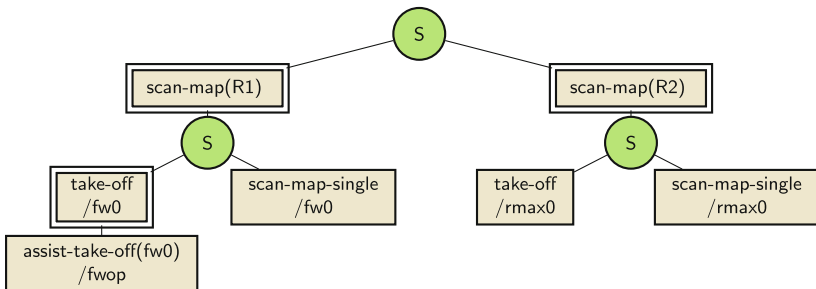 S
scan-map(R1)
scan-map(R2)
S
S
take-off
/fw0
scan-map-single
/fw0
take-off
/rmax0
scan-map-single
/rmax0
assist-take-off(fw0)
/fwop